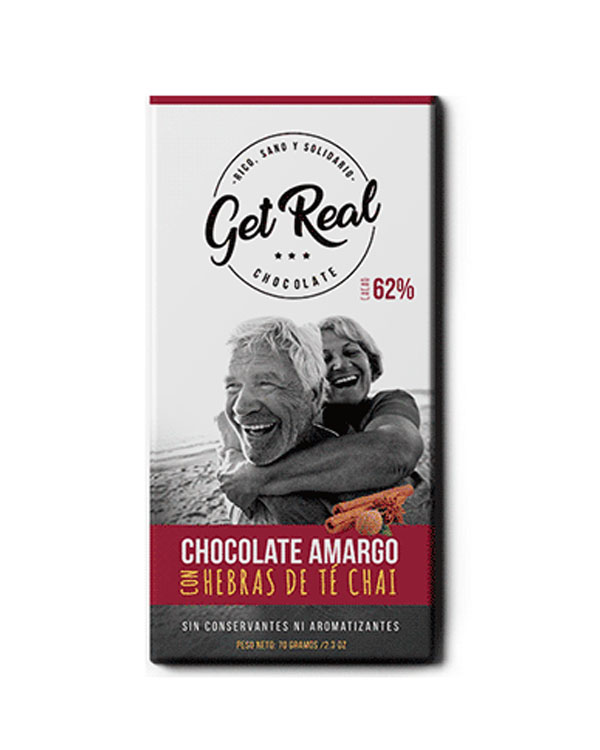 -RICO, SANO Y SOLIDARIO-
Get Real
CHOCOLATE
CACAO 62%
CHOCOLATE AMARGO
CON HEBRAS DE TÉ CHAI
SIN CONSERVANTES NI AROMATIZANTES
PESO NETO: 70 GRAMOS /2.3 OZ